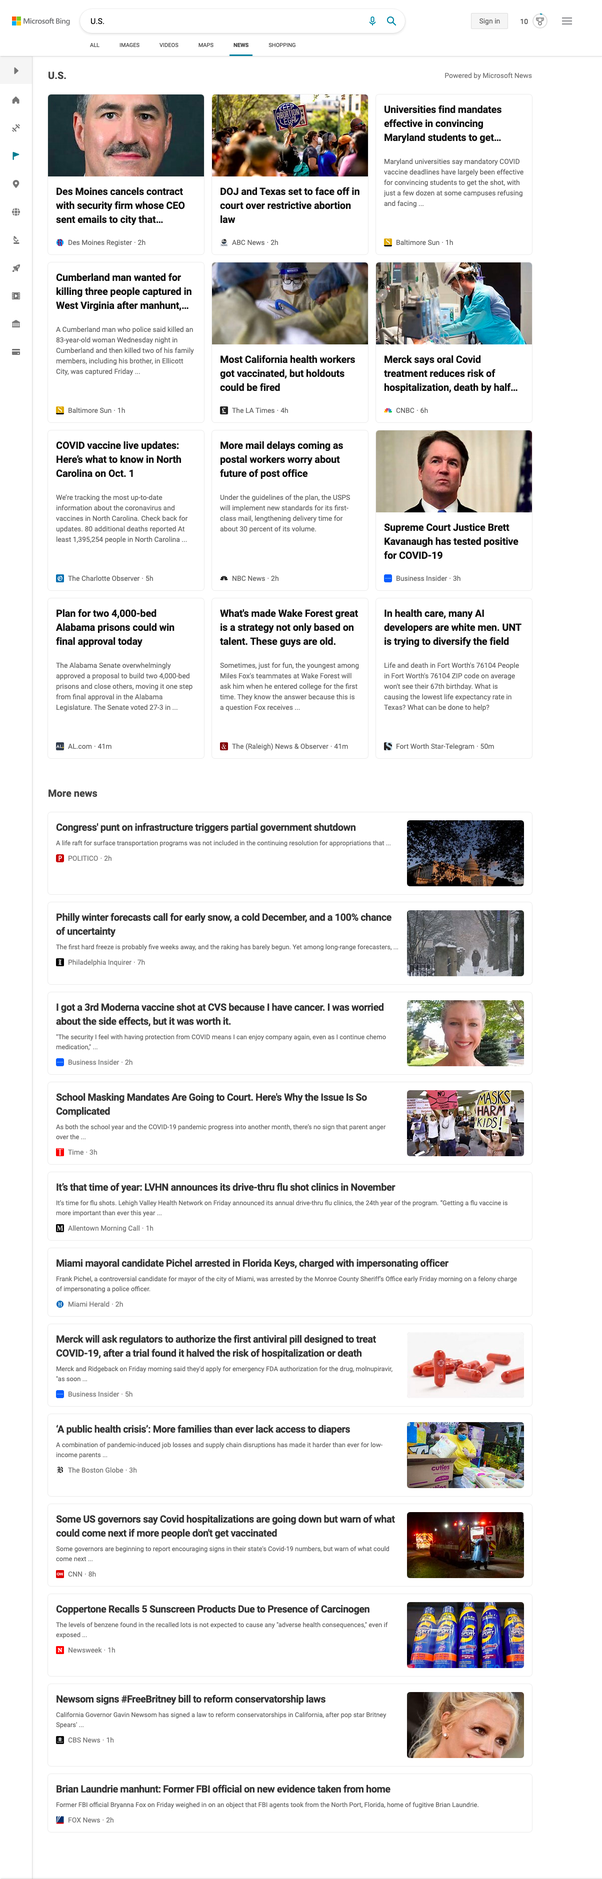 Microsoft Bing
U.S.
Sign in
10
ALL IMAGES VIDEOS MAPS NEWS SHOPPING
U.S.
Powered by Microsoft News
Des Moines cancels contract
with security firm whose CEO
sent emails to city that...
Des Moines Register · 2h
DOJ and Texas set to face off in
court over restrictive abortion
law
ABC News · 2h
Universities find mandates
effective in convincing
Maryland students to get...
Maryland universities say mandatory COVID
vaccine deadlines have largely been effective
for convincing students to get the shot, with
just a few dozen at some campuses refusing
and facing ...
Baltimore Sun · 1h
Cumberland man wanted for
killing three people captured in
West Virginia after manhunt,...
A Cumberland man who police said killed an
83-year-old woman Wednesday night in
Cumberland and then killed two of his family
members, including his brother, in Ellicott
City, was captured Friday ...
Baltimore Sun · 1h
Most California health workers
got vaccinated, but holdouts
could be fired
The LA Times · 4h
Merck says oral Covid
treatment reduces risk of
hospitalization, death by half...
CNBC · 6h
COVID vaccine live updates:
Here's what to know in North
Carolina on Oct. 1
We're tracking the most up-to-date
information about the coronavirus and
vaccines in North Carolina. Check back for
updates. 80 additional deaths reported At
least 1,395,254 people in North Carolina ...
The Charlotte Observer · 5h
More mail delays coming as
postal workers worry about
future of post office
Under the guidelines of the plan, the USPS
will implement new standards for its first-
class mail, lengthening delivery time for
about 30 percent of its volume.
NBC News · 2h
Supreme Court Justice Brett
Kavanaugh has tested positive
for COVID-19
Business Insider · 3h
Plan for two 4,000-bed
Alabama prisons could win
final approval today
The Alabama Senate overwhelmingly
approved a proposal to build two 4,000-bed
prisons and close others, moving it one step
from final approval in the Alabama
Legislature. The Senate voted 27-3 in ...
AL.com · 41m
What's made Wake Forest great
is a strategy not only based on
talent. These guys are old.
Sometimes, just for fun, the youngest among
Miles Fox's teammates at Wake Forest will
ask him when he entered college for the first
time. They know the answer because this is
a question Fox receives ...
The (Raleigh) News & Observer · 41m
In health care, many AI
developers are white men. UNT
is trying to diversify the field
Life and death in Fort Worth's 76104 People
in Fort Worth's 76104 ZIP code on average
won't see their 67th birthday. What is
causing the lowest life expectancy rate in
Texas? What can be done to help?
Fort Worth Star-Telegram · 50m
More news
Congress' punt on infrastructure triggers partial government shutdown
A life raft for surface transportation programs was not included in the continuing resolution for appropriations that ...
POLITICO · 2h
Philly winter forecasts call for early snow, a cold December, and a 100% chance
of uncertainty
The first hard freeze is probably five weeks away, and the raking has barely begun. Yet among long-range forecasters, ...
Philadelphia Inquirer · 7h
I got a 3rd Moderna vaccine shot at CVS because I have cancer. I was worried
about the side effects, but it was worth it.
"The security I feel with having protection from COVID means I can enjoy company again, even as I continue chemo
medication," ...
Business Insider · 2h
School Masking Mandates Are Going to Court. Here's Why the Issue Is So
Complicated
As both the school year and the COVID-19 pandemic progress into another month, there's no sign that parent anger
over the ...
Time · 3h
MASKS
HARM
KIDS!
It's that time of year: LVHN announces its drive-thru flu shot clinics in November
It's time for flu shots. Lehigh Valley Health Network on Friday announced its annual drive-thru flu clinics, the 24th year of the program. "Getting a flu vaccine is
more important than ever this year ...
Allentown Morning Call · 1h
Miami mayoral candidate Pichel arrested in Florida Keys, charged with impersonating officer
Frank Pichel, a controversial candidate for mayor of the city of Miami, was arrested by the Monroe County Sheriff's Office early Friday morning on a felony charge
of impersonating a police officer.
Miami Herald · 2h
Merck will ask regulators to authorize the first antiviral pill designed to treat
COVID-19, after a trial found it halved the risk of hospitalization or death
Merck and Ridgeback on Friday morning said they'd apply for emergency FDA authorization for the drug, molnupiravir,
"as soon ...
Business Insider · 5h
'A public health crisis': More families than ever lack access to diapers
A combination of pandemic-induced job losses and supply chain disruptions has made it harder than ever for low-
income parents ...
The Boston Globe · 3h
cuties
Some US governors say Covid hospitalizations are going down but warn of what
could come next if more people don't get vaccinated
Some governors are beginning to report encouraging signs in their state's Covid-19 numbers, but warn of what could
come next ...
CNN · 8h
Coppertone Recalls 5 Sunscreen Products Due to Presence of Carcinogen
The levels of benzene found in the recalled lots is not expected to cause any "adverse health consequences," even if
exposed ...
Newsweek · 1h
Newsom signs #FreeBritney bill to reform conservatorship laws
California Governor Gavin Newsom has signed a law to reform conservatorships in California, after pop star Britney
Spears' ...
CBS News · 1h
Brian Laundrie manhunt: Former FBI official on new evidence taken from home
Former FBI official Bryanna Fox on Friday weighed in on an object that FBI agents took from the North Port, Florida, home of fugitive Brian Laundrie.
FOX News · 2h